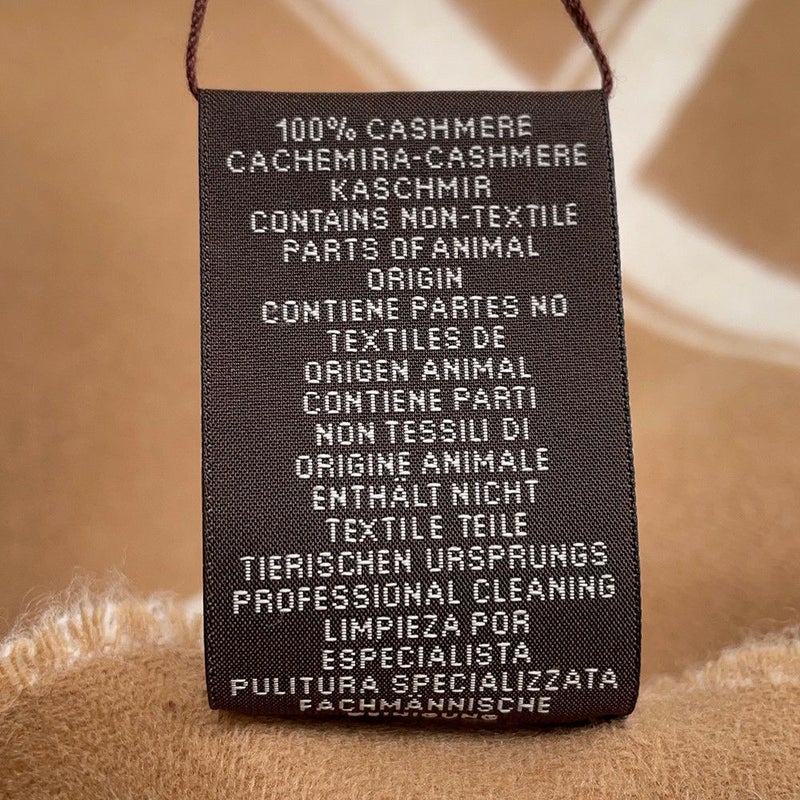 100% CASHMERE
CACHEMIRA-CASHMERE
KASCHMIR
CONTAINS NON-TEXTILE
PARTS OF ANIMAL
ORIGIN
CONTIENE PARTES NO
TEXTILES DE
ORIGEN ANIMAL
CONTIENE PARTI
NON TESSILI DI
ORIGINE ANIMALE
ENTHÄLT NICHT
TEXTILE TEILE
TIERISCHEN URSPRUNGS
PROFESSIONAL CLEANING
LIMPIEZA POR
ESPECIALISTA
PULITURA SPECIALIZZATA
FACHMÄNNISCHE